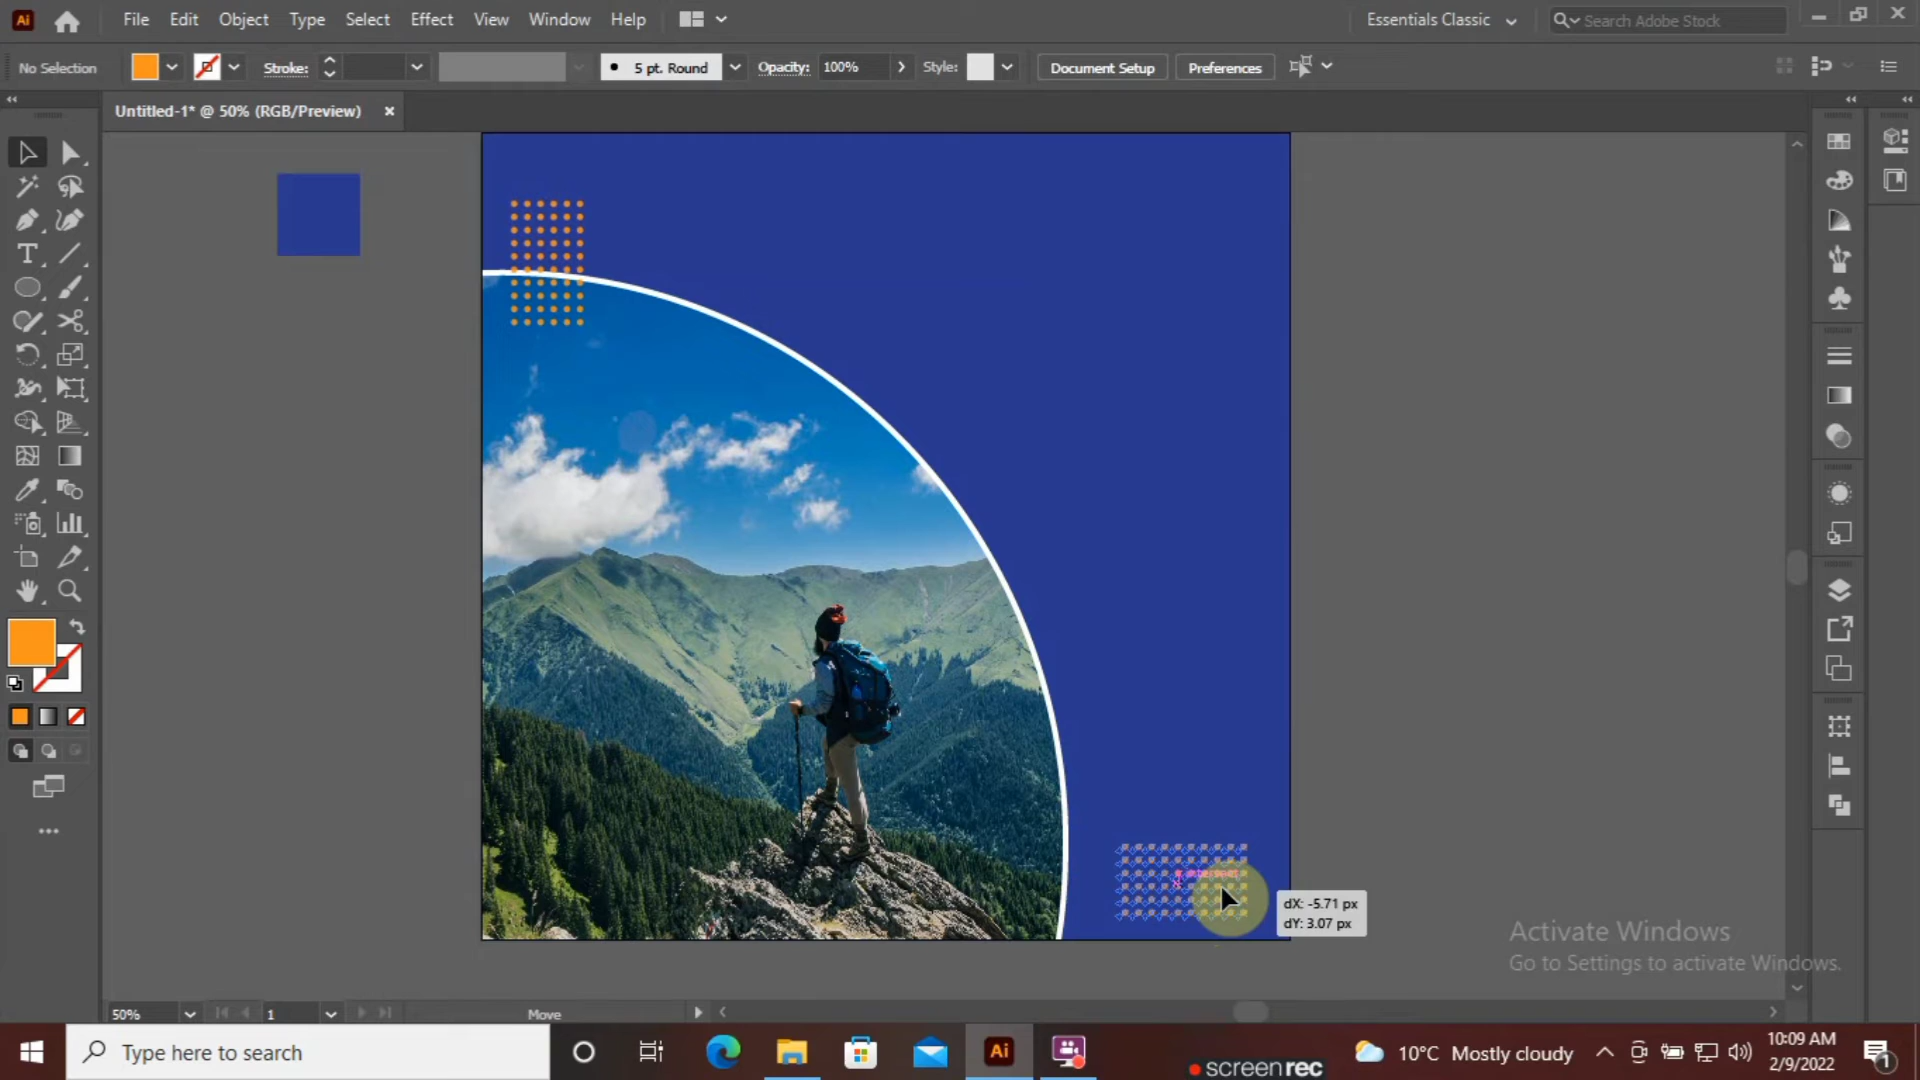 Ai File Edit Object Type Select Effect View Window Help Essentials Classic Search Adobe Stock
No Selection Stroke: 5 pt. Round Opacity: 100% Style: Document Setup Preferences
Untitled-1* @ 50% (RGB/Preview)
dX: -5.71 px
dY: 3.07 px
Activate Windows
Go to Settings to activate Windows.
50% 1 Move
Type here to search Ai screenrec 10°C Mostly cloudy 10:09 AM
2/9/2022 1